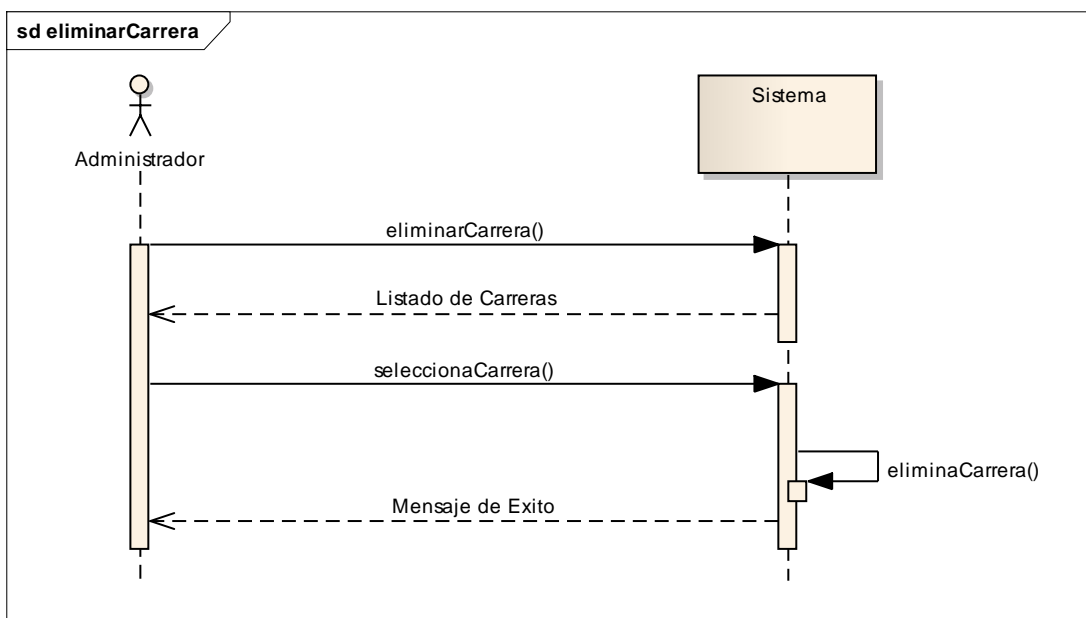 sd eliminarCarrera
Sistema
Administrador
eliminarCarrera()
Listado de Carreras
seleccionaCarrera()
eliminaCarrera()
Mensaje de Exito